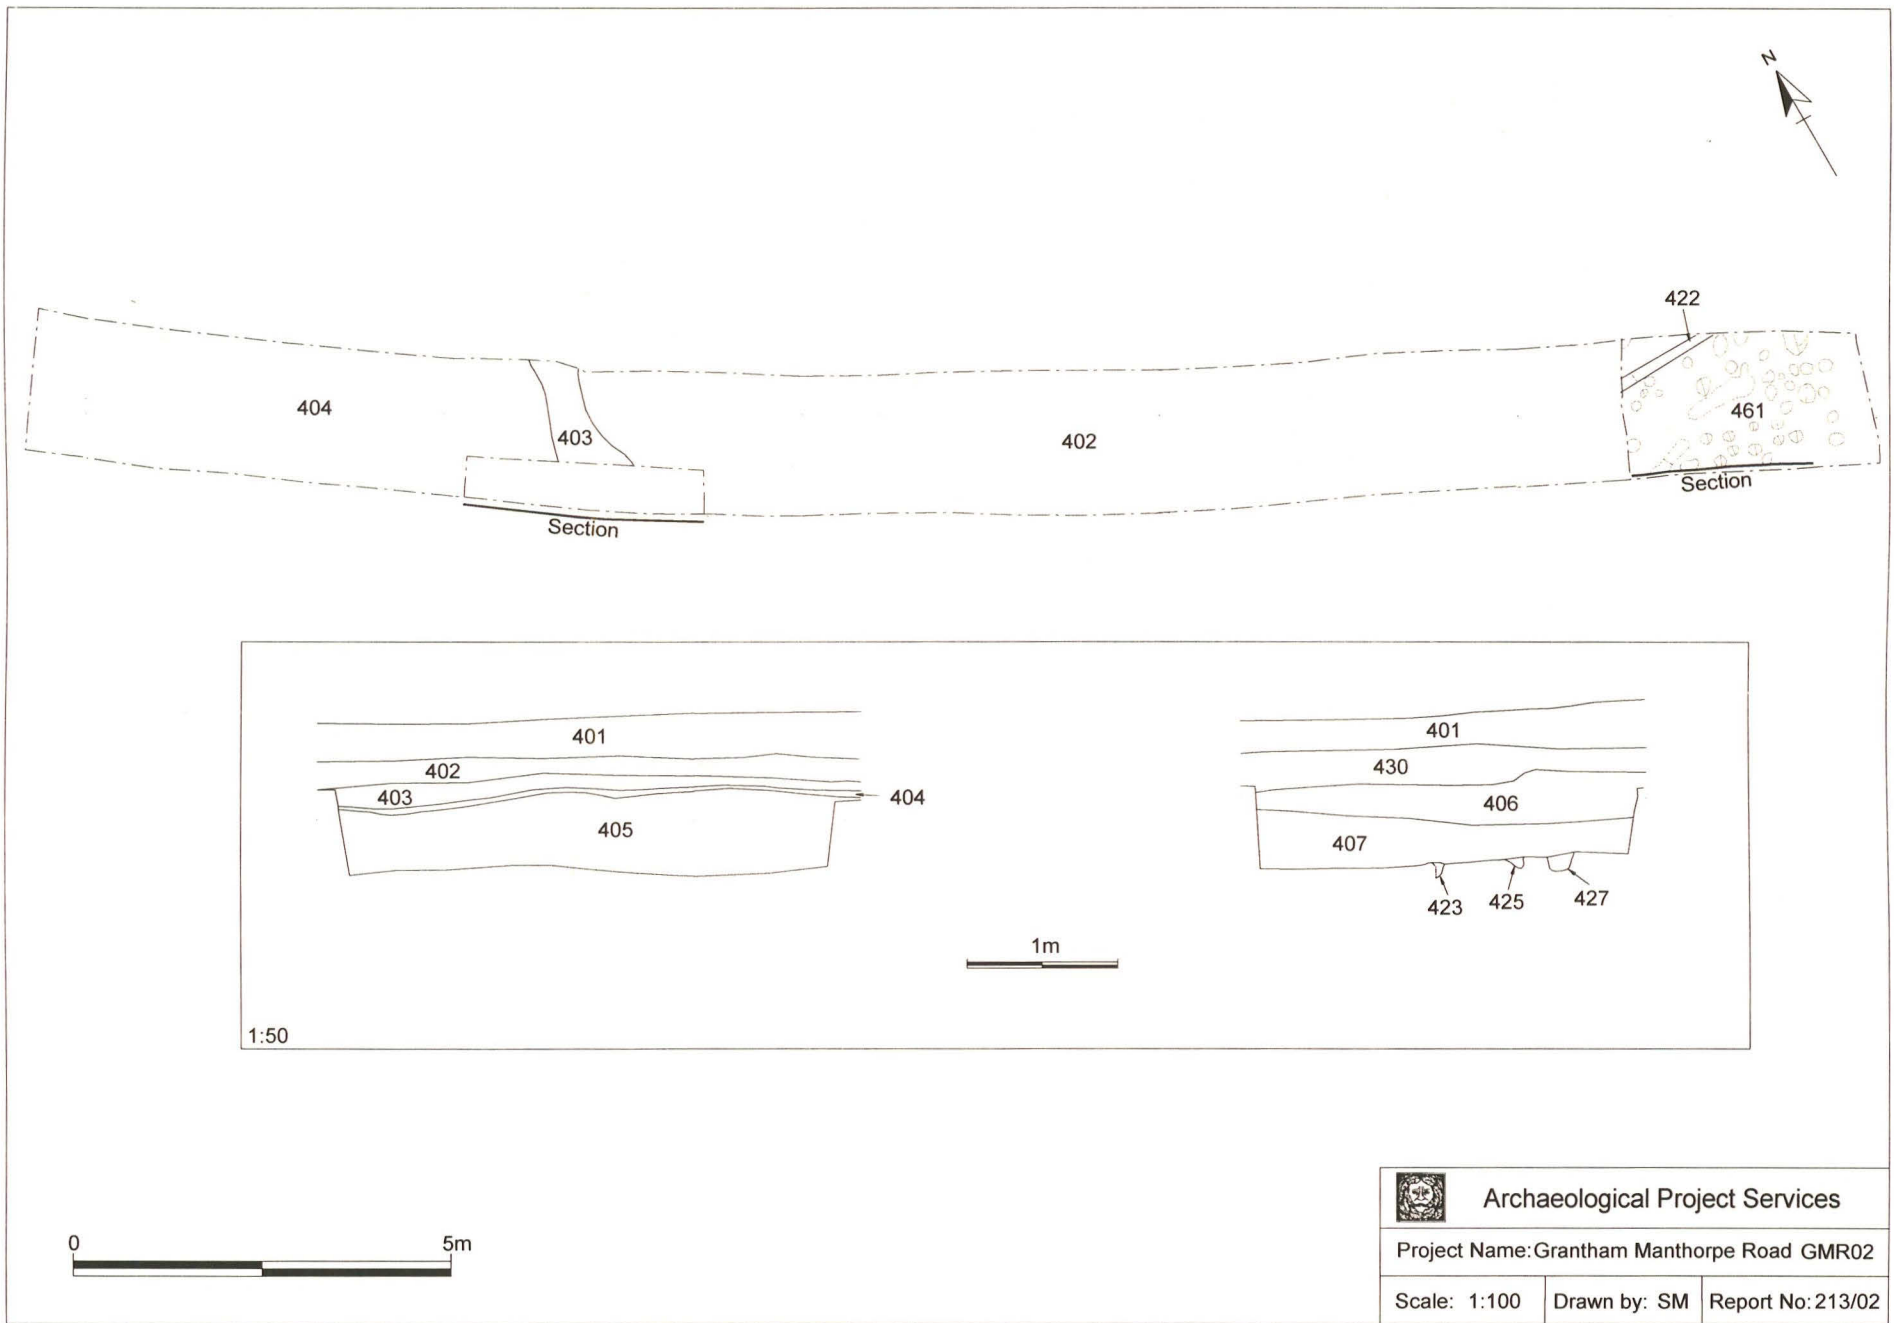 N
422
404
403
402
461
Section
Section
401
402
403
404
405
401
430
406
407
423
425
427
1m
1:50
0 5m
Archaeological Project Services
Project Name: Grantham Manthorpe Road GMR02
Scale: 1:100 Drawn by: SM Report No: 213/02